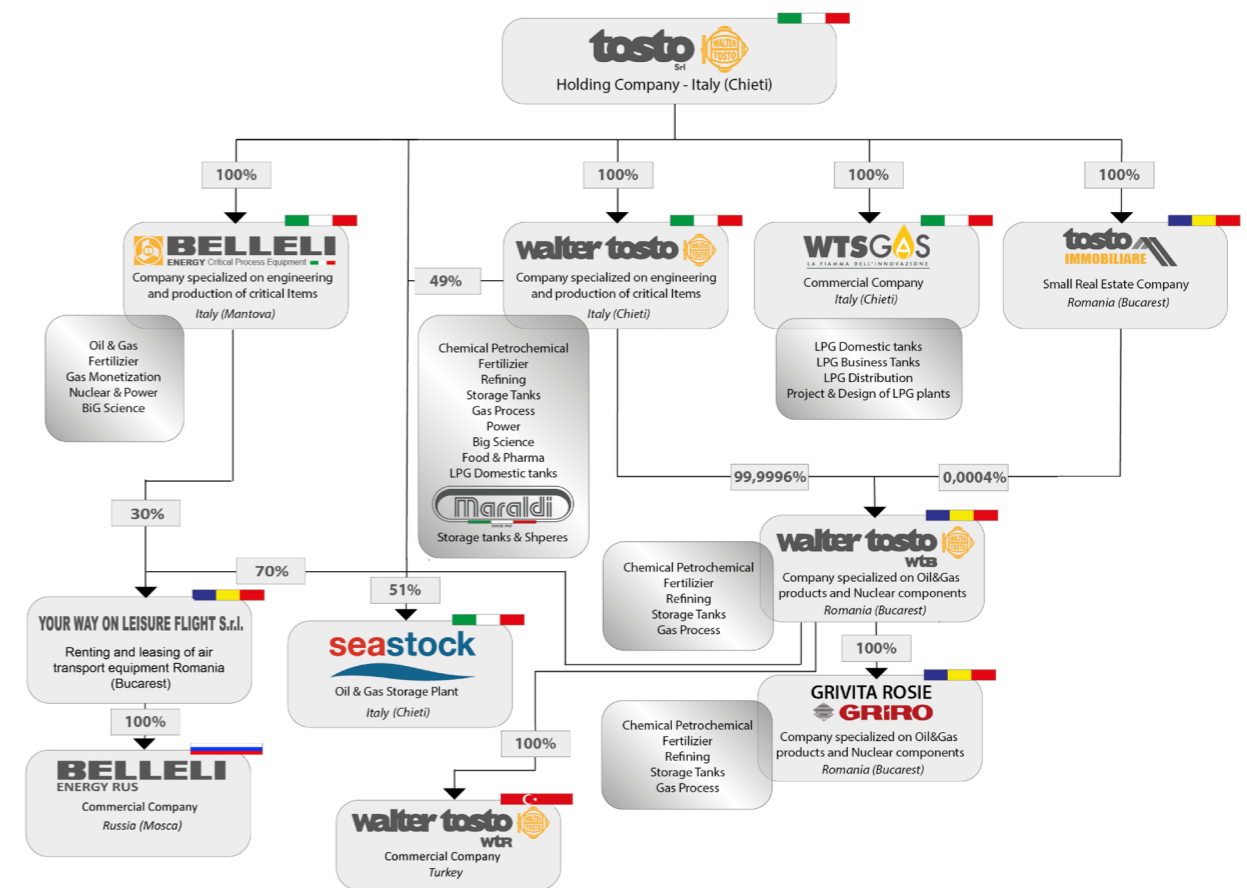 tosto
Srl
WALTER
TOSTO
Holding Company - Italy (Chieti)
100%
100%
100%
100%
BELLELI
ENERGY Critical Process Equipment
Company specialized on engineering
and production of critical Items
Italy (Mantova)
Oil & Gas
Fertilizier
Gas Monetization
Nuclear & Power
BiG Science
49%
walter tosto
WALTER
TOSTO
Company specialized on engineering
and production of critical Items
Italy (Chieti)
Chemical Petrochemical
Fertilizier
Refining
Storage Tanks
Gas Process
Power
Big Science
Food & Pharma
LPG Domestic tanks
Maraldi
Storage tanks & Shperes
WTSGAS
LA FIAMMA DELL'INNOVAZIONE
Commercial Company
Italy (Chieti)
LPG Domestic tanks
LPG Business Tanks
LPG Distribution
Project & Design of LPG plants
tosto
IMMOBILIARE
Small Real Estate Company
Romania (Bucarest)
99,9996%
0,0004%
30%
70%
51%
walter tosto
WTB
WALTER
TOSTO
Company specialized on Oil&Gas
products and Nuclear components
Romania (Bucarest)
Chemical Petrochemical
Fertilizier
Refining
Storage Tanks
Gas Process
YOUR WAY ON LEISURE FLIGHT S.r.l.
Renting and leasing of air
transport equipment Romania
(Bucarest)
seastock
Oil & Gas Storage Plant
Italy (Chieti)
100%
100%
100%
GRIVITA ROSIE
GRIRO
Company specialized on Oil&Gas
products and Nuclear components
Romania (Bucarest)
Chemical Petrochemical
Fertilizier
Refining
Storage Tanks
Gas Process
BELLELI
ENERGY RUS
Commercial Company
Russia (Mosca)
walter tosto
WTR
WALTER
TOSTO
Commercial Company
Turkey